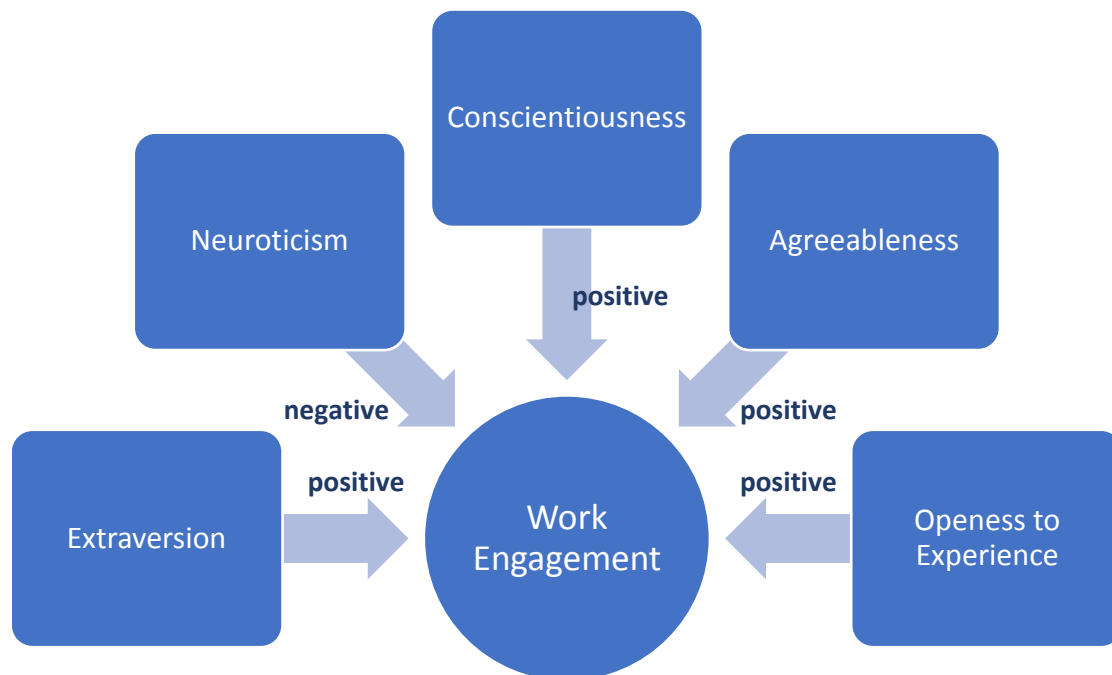 Conscientiousness
Neuroticism
Agreeableness
positive
negative
positive
positive
positive
Extraversion
Work
Engagement
Openess to
Experience